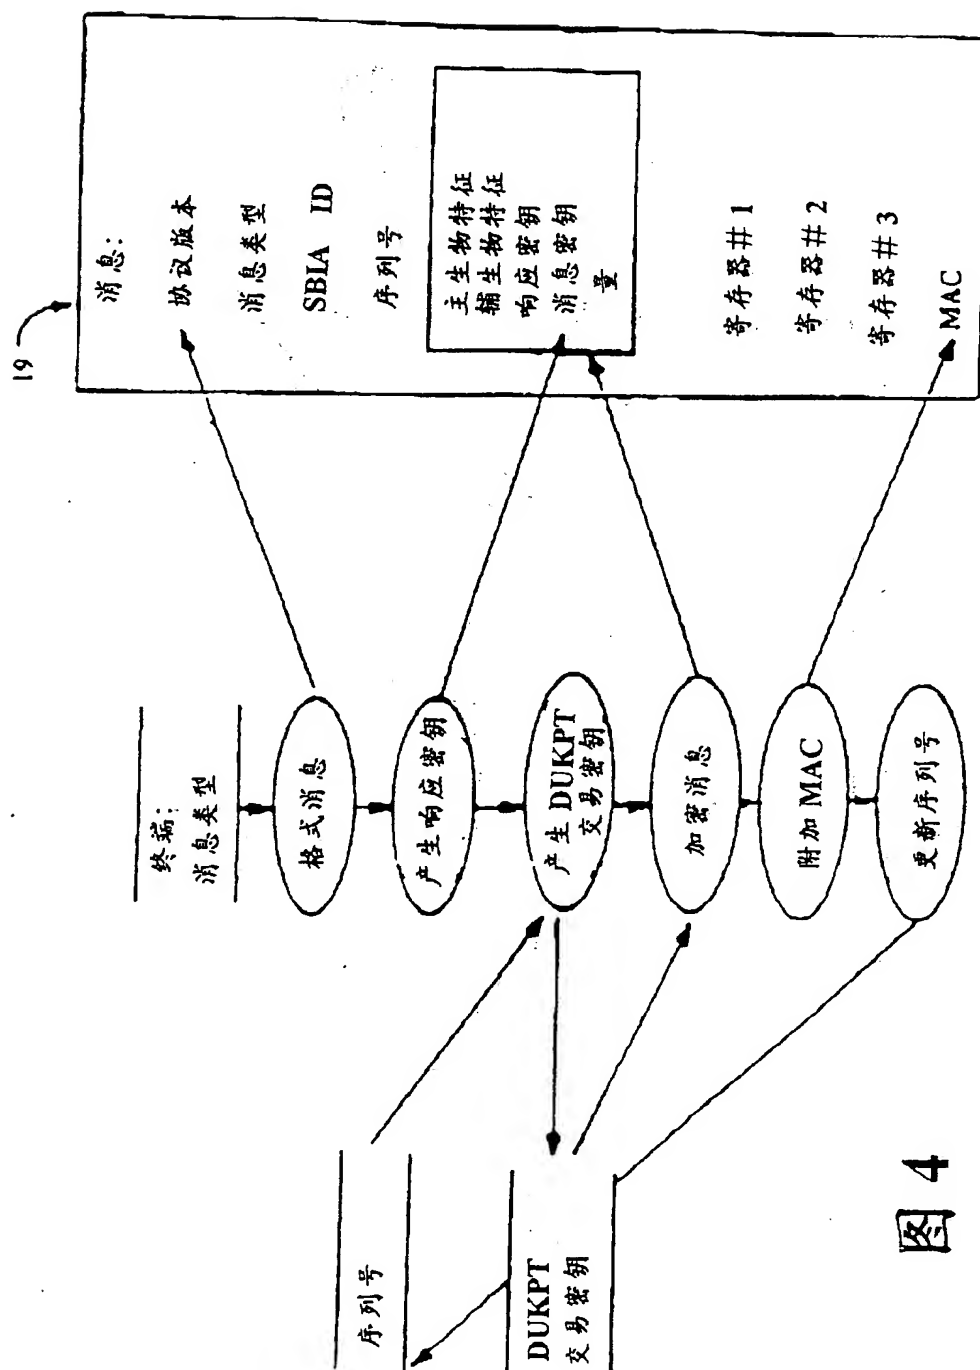 19
消息:
协议版本
消息类型
SBIA ID
序列号
主生物特征
辅生物特征
响应密钥
消息密钥
量
寄存器#1
寄存器#2
寄存器#3
MAC
终端:
消息类型
格式消息
产生响应密钥
产生DUKPT
交易密钥
加密消息
附加MAC
更新序列号
序列号
DUKPT
交易密钥
图 4